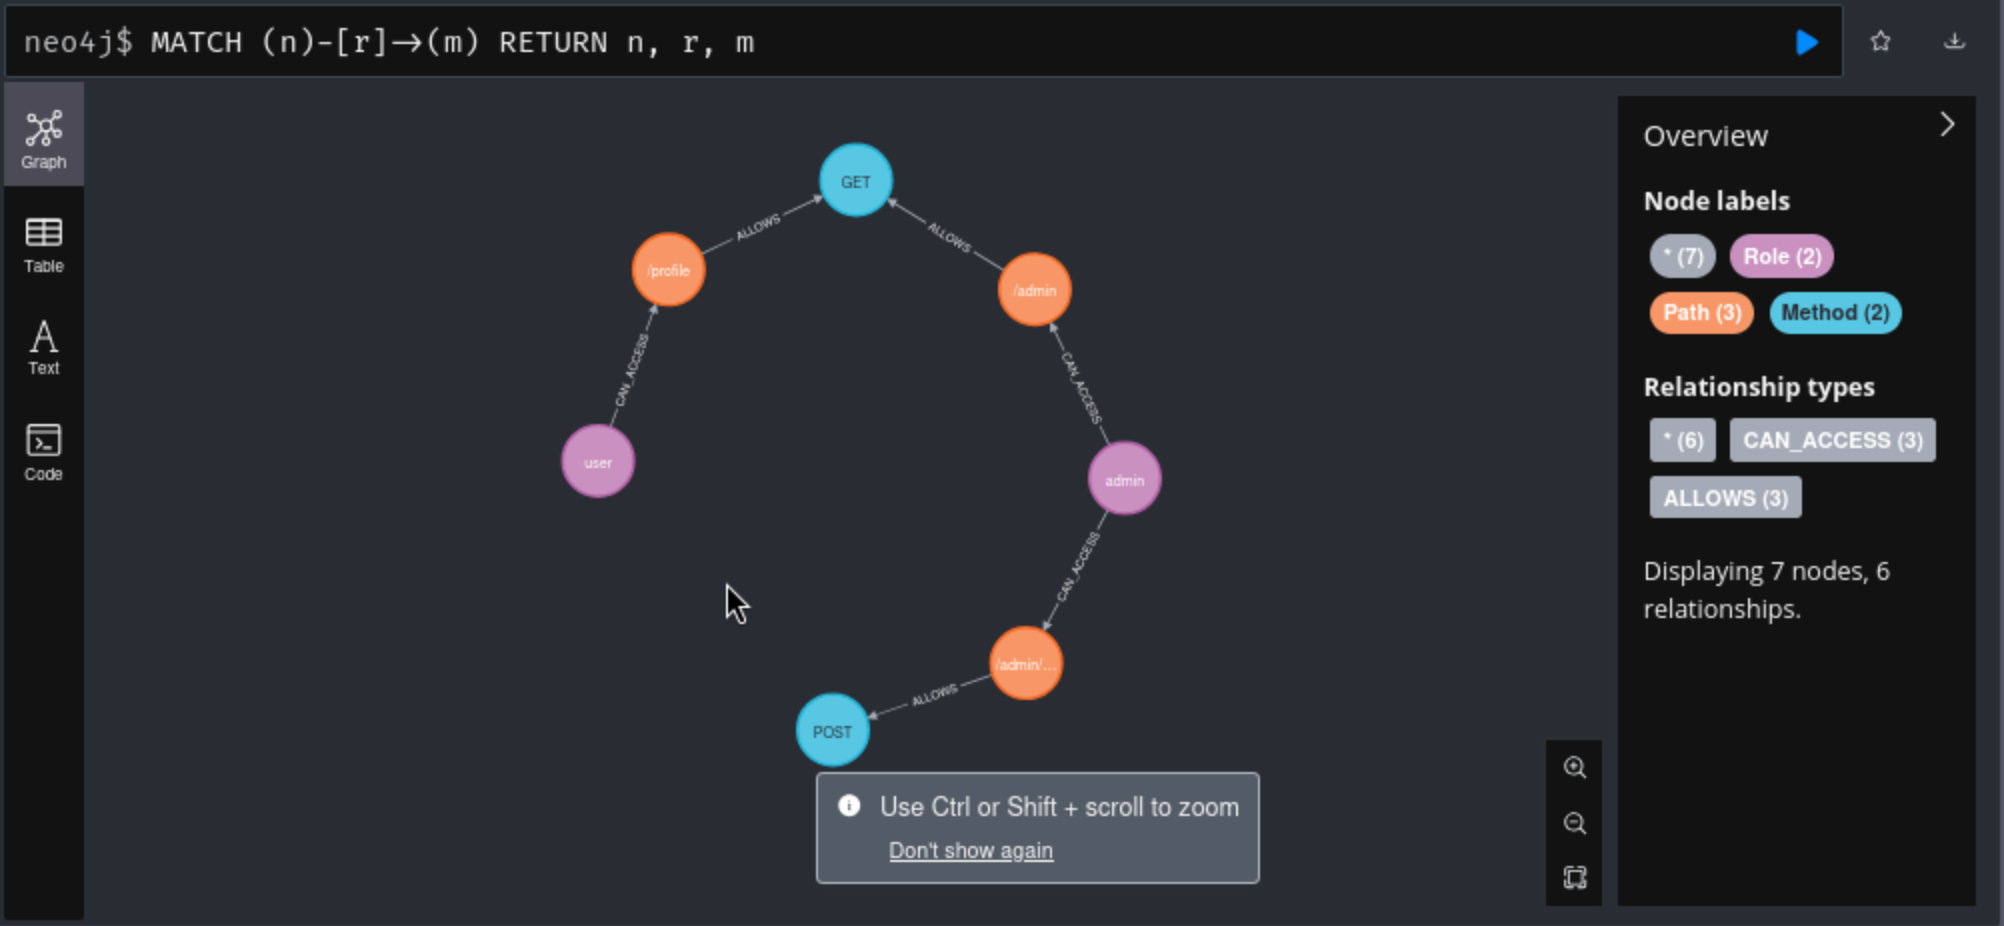 neo4j$ MATCH (n)-[r]→(m) RETURN n, r, m
Graph
Table
Text
Code
GET
ALLOWS
ALLOWS
/profile
/admin
CAN_ACCESS
CAN_ACCESS
user
admin
CAN_ACCESS
/admin/...
ALLOWS
POST
Use Ctrl or Shift + scroll to zoom
Don't show again
Overview
Node labels
* (7) Role (2)
Path (3) Method (2)
Relationship types
* (6) CAN_ACCESS (3)
ALLOWS (3)
Displaying 7 nodes, 6
relationships.